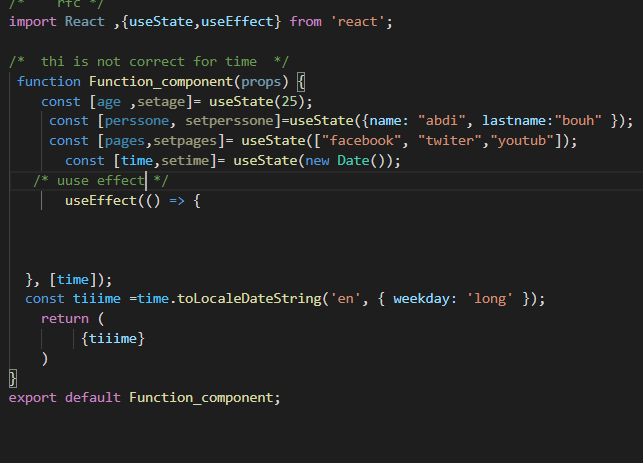 /*    rfc */
import React ,{useState,useEffect} from 'react';
/*  thi is not correct for time  */
function Function_component(props) {
const [age ,setage]= useState(25);
const [perssone, setperssone]=useState({name: "abdi", lastname:"bouh" });
const [pages,setpages]= useState(["facebook", "twiter","youtub"]);
const [time,setime]= useState(new Date());
/* uuse effect */
useEffect(() => {
}, [time]);
const tiiime =time.toLocaleDateString('en', { weekday: 'long' });
return (
{tiiime}
)
}
export default Function_component;